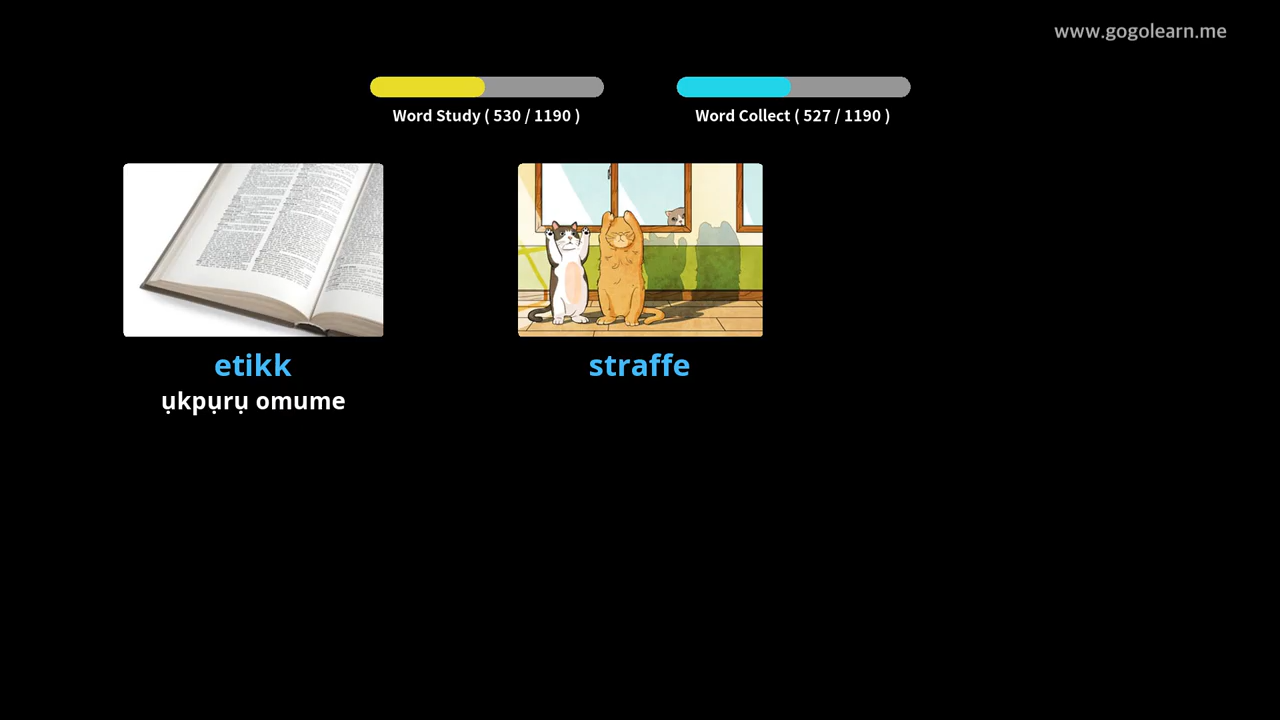 www.gogolearn.me
Word Study ( 530 / 1190 )
Word Collect ( 527 / 1190 )
etikk
ụkpụrụ omume
straffe